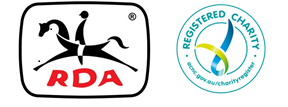 ®
RDA
REGISTERED CHARITY
acnc.gov.au/charityregister